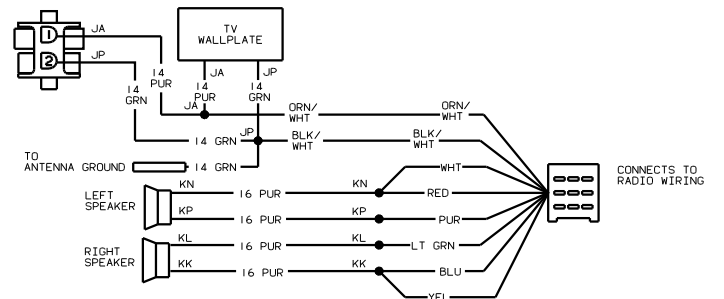 TV
WALLPLATE
1
JA
2
JP
JA
JP
14
PUR
14
GRN
14
PUR
14
GRN
JA
ORN/
WHT
ORN/
WHT
JP
14 GRN
BLK/
WHT
BLK/
WHT
TO
ANTENNA GROUND
14 GRN
WHT
CONNECTS TO
RADIO WIRING
LEFT
SPEAKER
KN
16 PUR
KN
RED
KP
16 PUR
KP
PUR
RIGHT
SPEAKER
KL
16 PUR
KL
LT GRN
KK
16 PUR
KK
BLU
YEL